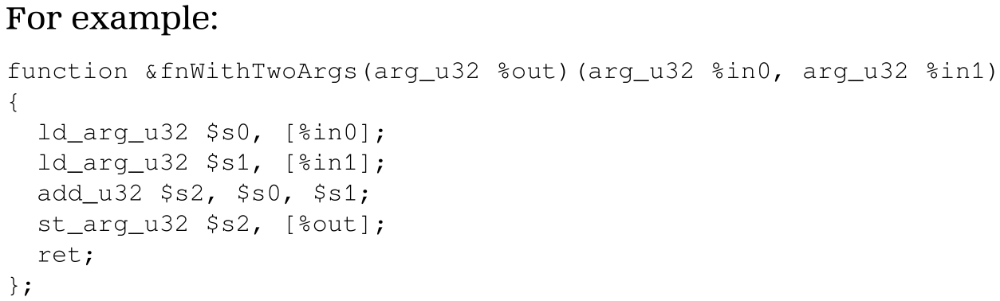 For example:
function &fnWithTwoArgs(arg_u32 %out)(arg_u32 %in0, arg_u32 %in1)
{
  ld_arg_u32 $s0, [%in0];
  ld_arg_u32 $s1, [%in1];
  add_u32 $s2, $s0, $s1;
  st_arg_u32 $s2, [%out];
  ret;
};